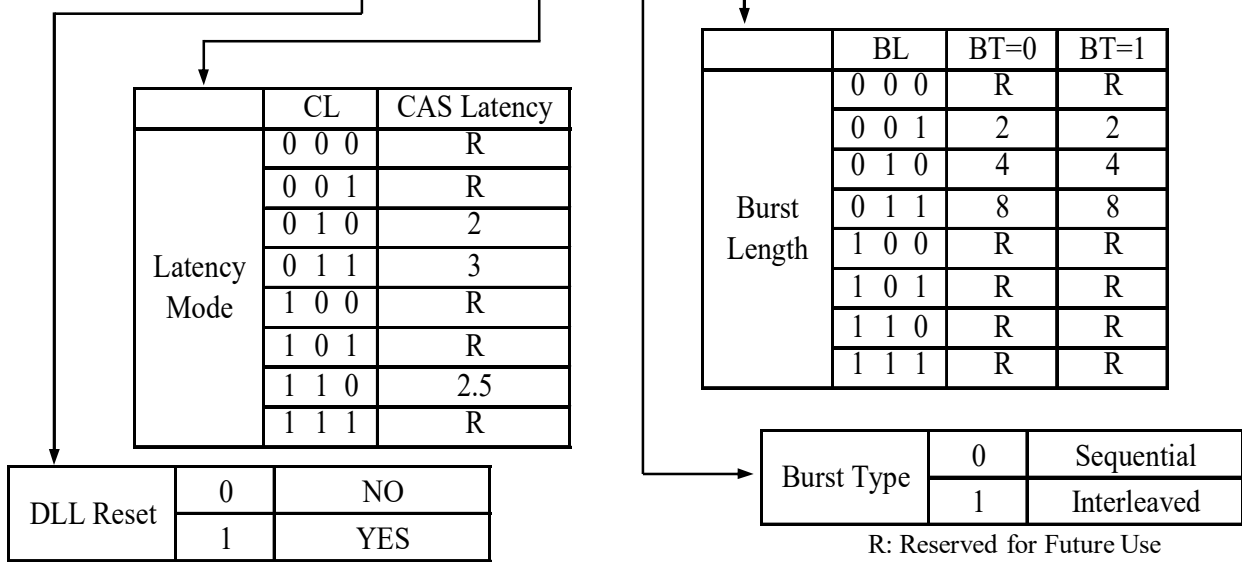 CL CAS Latency
Latency Mode
0 0 0 R
0 0 1 R
0 1 0 2
0 1 1 3
1 0 0 R
1 0 1 R
1 1 0 2.5
1 1 1 R
BL BT=0 BT=1
Burst Length
0 0 0 R R
0 0 1 2 2
0 1 0 4 4
0 1 1 8 8
1 0 0 R R
1 0 1 R R
1 1 0 R R
1 1 1 R R
DLL Reset
0 NO
1 YES
Burst Type
0 Sequential
1 Interleaved
R: Reserved for Future Use